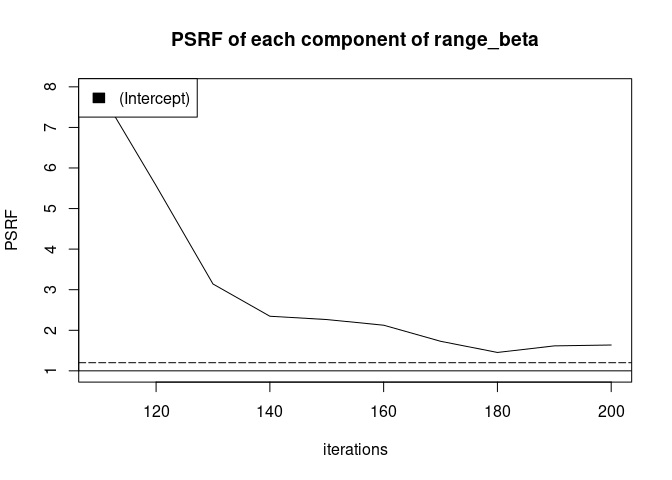 PSRF of each component of range_beta
(Intercept)
8
7
6
5
4
3
2
1
PSRF
120 140 160 180 200
iterations